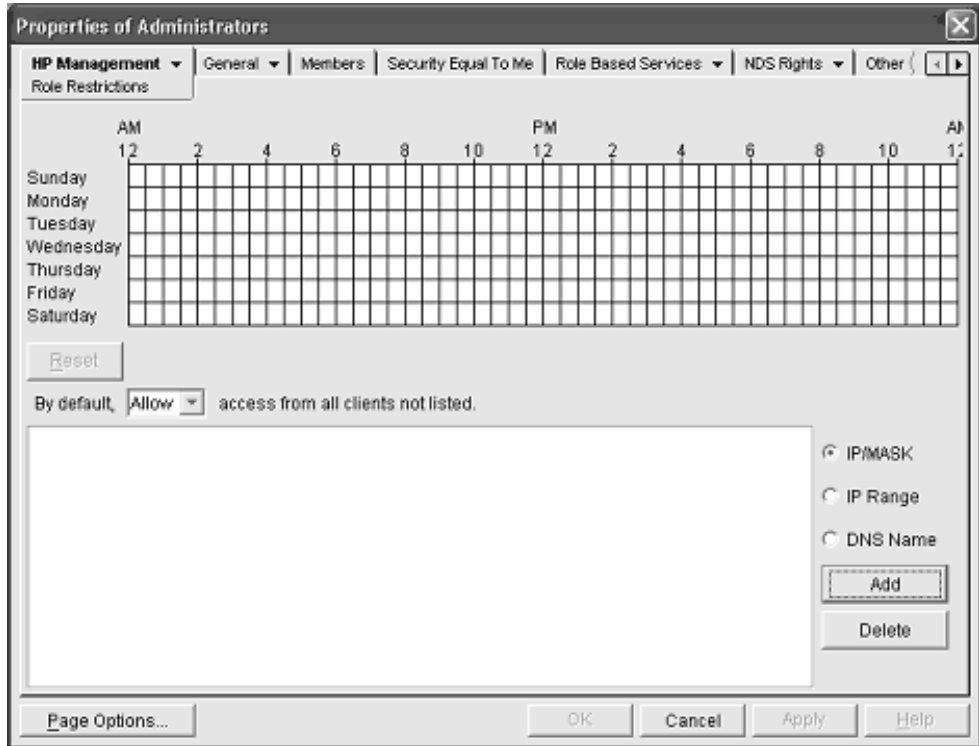 Properties of Administrators
HP Management General Members Security Equal To Me Role Based Services NDS Rights Other
Role Restrictions
AM PM AM
12 2 4 6 8 10 12 2 4 6 8 10 12
Sunday
Monday
Tuesday
Wednesday
Thursday
Friday
Saturday
Reset
By default, Allow access from all clients not listed.
IP/MASK
IP Range
DNS Name
Add
Delete
Page Options... OK Cancel Apply Help